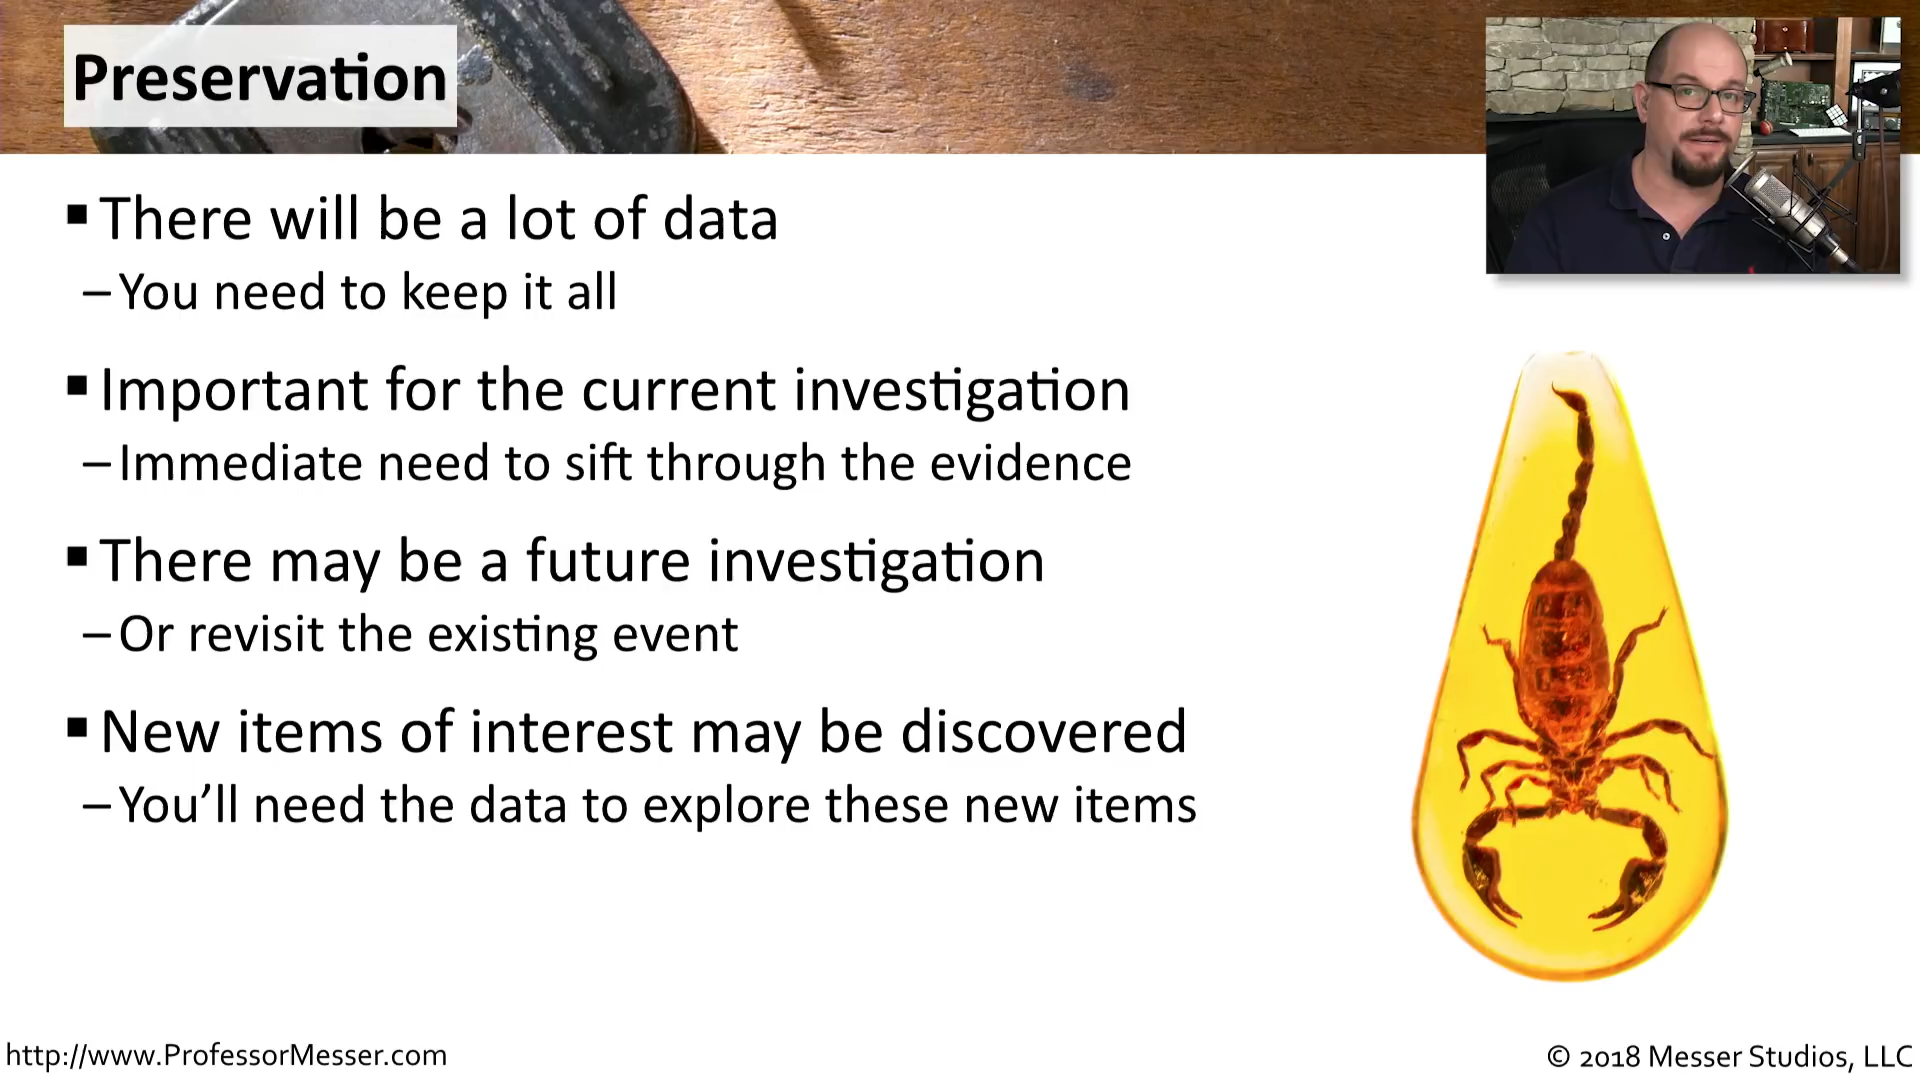 Preservation
▪ There will be a lot of data
– You need to keep it all
▪ Important for the current investigation
– Immediate need to sift through the evidence
▪ There may be a future investigation
– Or revisit the existing event
▪ New items of interest may be discovered
– You’ll need the data to explore these new items
http://www.ProfessorMesser.com
© 2018 Messer Studios, LLC